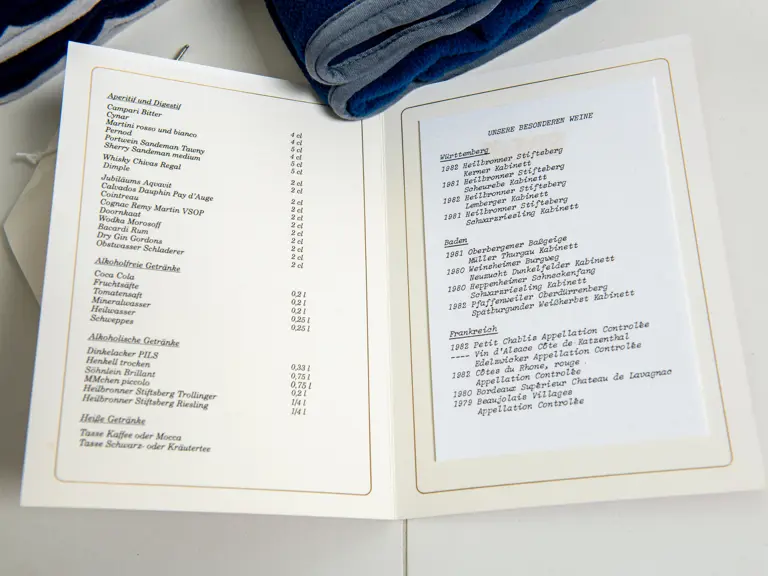 Aperitif und Digestif
Campari Bitter
Cynar 4 cl
Martini rosso und bianco 4 cl
Pernod 5 cl
Portwein Sandeman Tawny 4 cl
Sherry Sandeman medium 5 cl
5 cl
Whisky Chivas Regal
Dimple 2 cl
2 cl
Jubiläums Aqvavit
Calvados Dauphin Pay d'Auge 2 cl
Cointreau 2 cl
Cognac Remy Martin VSOP 2 cl
Doornkaat 2 cl
Wodka Morosoff 2 cl
Bacardi Rum 2 cl
Dry Gin Gordons 2 cl
Obstwasser Schladerer 2 cl
2 cl
Alkoholfreie Getränke
Coca Cola
Fruchtsäfte 0,2 l
Tomatensaft 0,2 l
Mineralwasser 0,2 l
Heilwasser 0,25 l
Schweppes 0,25 l
Alkoholische Getränke
Dinkelacker PILS
Henkell trocken 0,33 l
Söhnlein Brillant 0,75 l
MMchen piccolo 0,75 l
Heilbronner Stiftsberg Trollinger 0,2 l
Heilbronner Stiftsberg Riesling 1/4 l
1/4 l
Heiße Getränke
Tasse Kaffee oder Mocca
Tasse Schwarz- oder Kräutertee
UNSERE BESONDEREN WEINE
Württemberg
1982 Heilbronner Stiftsberg
Kerner Kabinett
1981 Heilbronner Stiftsberg
Scheurebe Kabinett
1982 Heilbronner Stiftsberg
Lemberger Kabinett
1981 Heilbronner Stiftsberg
Schwarzriesling Kabinett
Baden
1981 Oberbergener Baßgeige
Müller Thurgau Kabinett
1980 Weinsheimer Burgweg
Neuzucht Dunkelfelder Kabinett
1980 Heppenheimer Schneckenfang
Schwarzriesling Kabinett
1982 Pfaffenweiler Oberdürrenberg
Spätburgunder Weißherbst Kabinett
Frankreich
1982 Petit Chablis Appellation Controlée
---- Vin d'Alsace Côte de Katzenthal
Edelzwicker Appellation Controlée
1982 Côtes du Rhone, rouge
Appellation Controlée
1980 Bordeaux Supérieur Chateau de Lavagnac
1979 Beaujolais Villages
Appellation Controlée